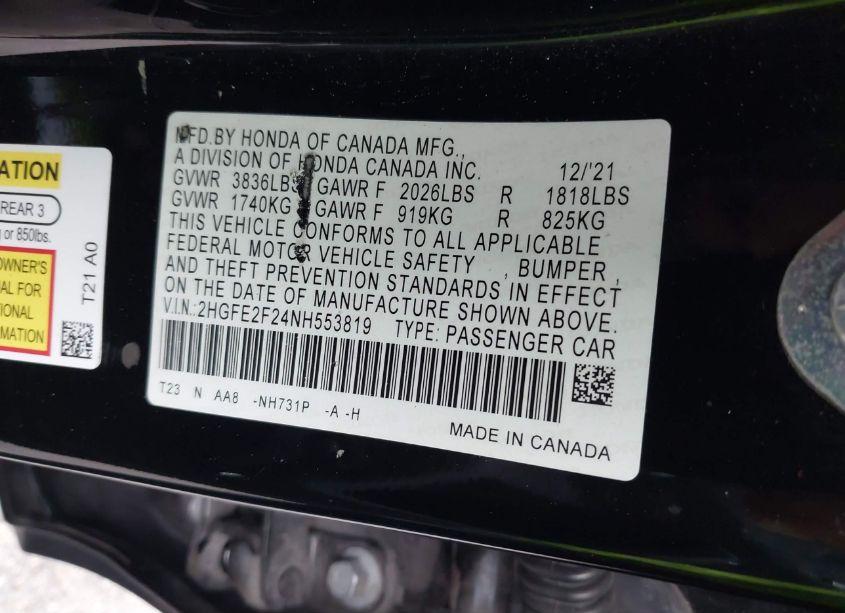 ATION
REAR 3
g or 850lbs.
OWNER'S
UAL FOR
TIONAL
RMATION
T21 A0
MFD.BY HONDA OF CANADA MFG.,
A DIVISION OF HONDA CANADA INC. 12/'21
GVWR 3836LBS GAWR F 2026LBS R 1818LBS
GVWR 1740KG GAWR F 919KG R 825KG
THIS VEHICLE CONFORMS TO ALL APPLICABLE
FEDERAL MOTOR VEHICLE SAFETY , BUMPER ,
AND THEFT PREVENTION STANDARDS IN EFFECT
ON THE DATE OF MANUFACTURE SHOWN ABOVE.
V.I.N.:2HGFE2F24NH553819 TYPE: PASSENGER CAR
T23 N AA8 -NH731P -A -H
MADE IN CANADA